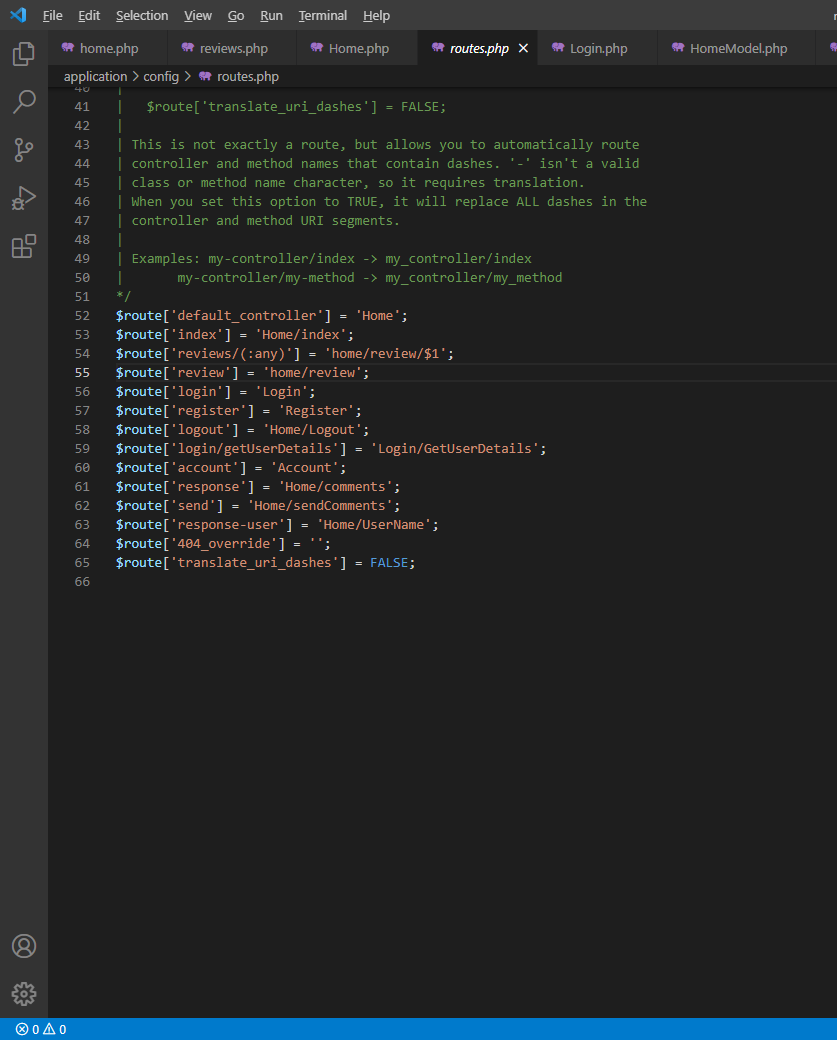 File Edit Selection View Go Run Terminal Help
home.php reviews.php Home.php routes.php Login.php HomeModel.php
application > config > routes.php
40 |
41 |   $route['translate_uri_dashes'] = FALSE;
42 |
43 | This is not exactly a route, but allows you to automatically route
44 | controller and method names that contain dashes. '-' isn't a valid
45 | class or method name character, so it requires translation.
46 | When you set this option to TRUE, it will replace ALL dashes in the
47 | controller and method URI segments.
48 |
49 | Examples: my-controller/index -> my_controller/index
50 |       my-controller/my-method -> my_controller/my_method
51 */
52 $route['default_controller'] = 'Home';
53 $route['index'] = 'Home/index';
54 $route['reviews/(:any)'] = 'home/review/$1';
55 $route['review'] = 'home/review';
56 $route['login'] = 'Login';
57 $route['register'] = 'Register';
58 $route['logout'] = 'Home/Logout';
59 $route['login/getUserDetails'] = 'Login/GetUserDetails';
60 $route['account'] = 'Account';
61 $route['response'] = 'Home/comments';
62 $route['send'] = 'Home/sendComments';
63 $route['response-user'] = 'Home/UserName';
64 $route['404_override'] = '';
65 $route['translate_uri_dashes'] = FALSE;
66
0 0